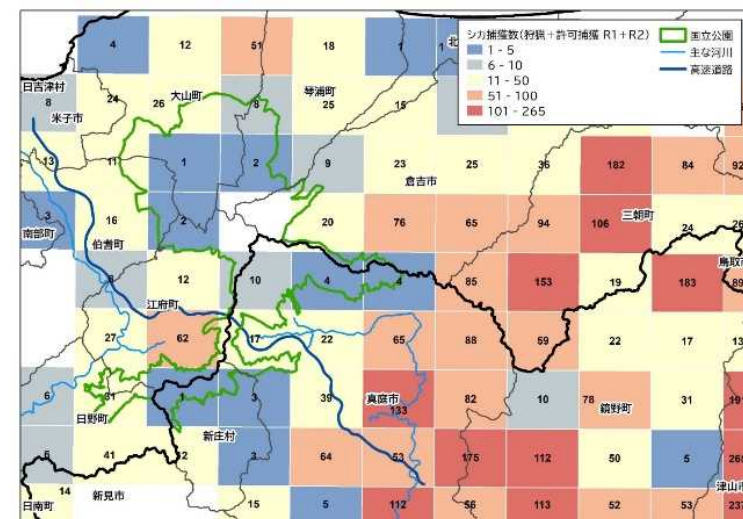 シカ捕獲数(狩猟+許可捕獲 R1+R2)
1 - 5
6 - 10
11 - 50
51 - 100
101 - 265
国立公園
主な河川
高速道路
4 12 51 18 1 1 北
日吉津村
8 米子市 24 26 大山町 8 琴浦町 25 15
13 11 1 2 9 23 25 36 182 84 92
倉吉市
3 南部町 16 2 20 76 65 94 106 三朝町 24 26
伯耆町
12 10 4 4 85 153 19 183 鳥取市 89
江府町
27 62 17 22 65 88 59 22 17 13
6 31 3 39 真庭市 133 82 10 78 鏡野町 31 19
日野町
新庄村
6 41 3 64 53 175 112 50 5 265
津山市
日南町 14 新見市 15 5 112 56 113 52 53 237